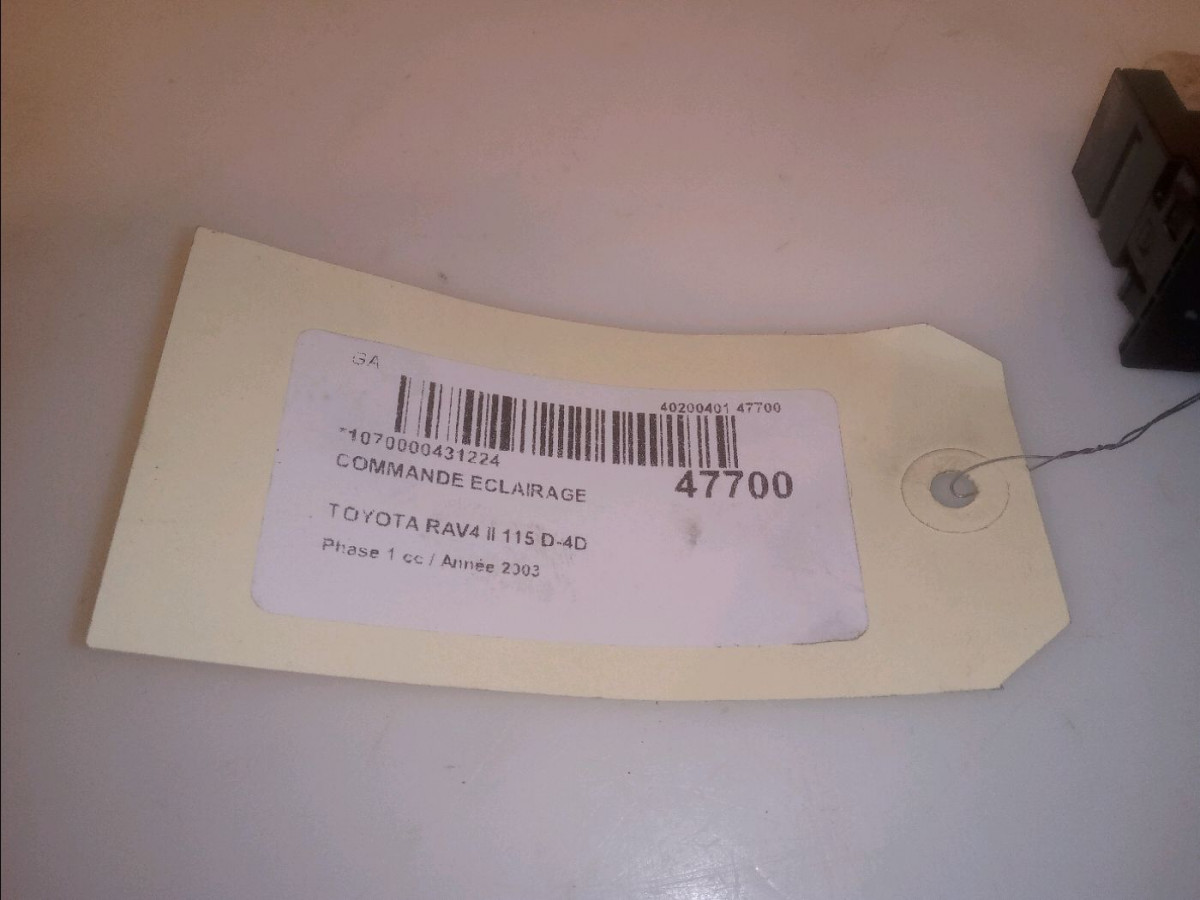 GA
40200401 47700
*1070000431224
COMMANDE ECLAIRAGE
47700
TOYOTA RAV4 II 115 D-4D
Phase 1 cc / Année 2003